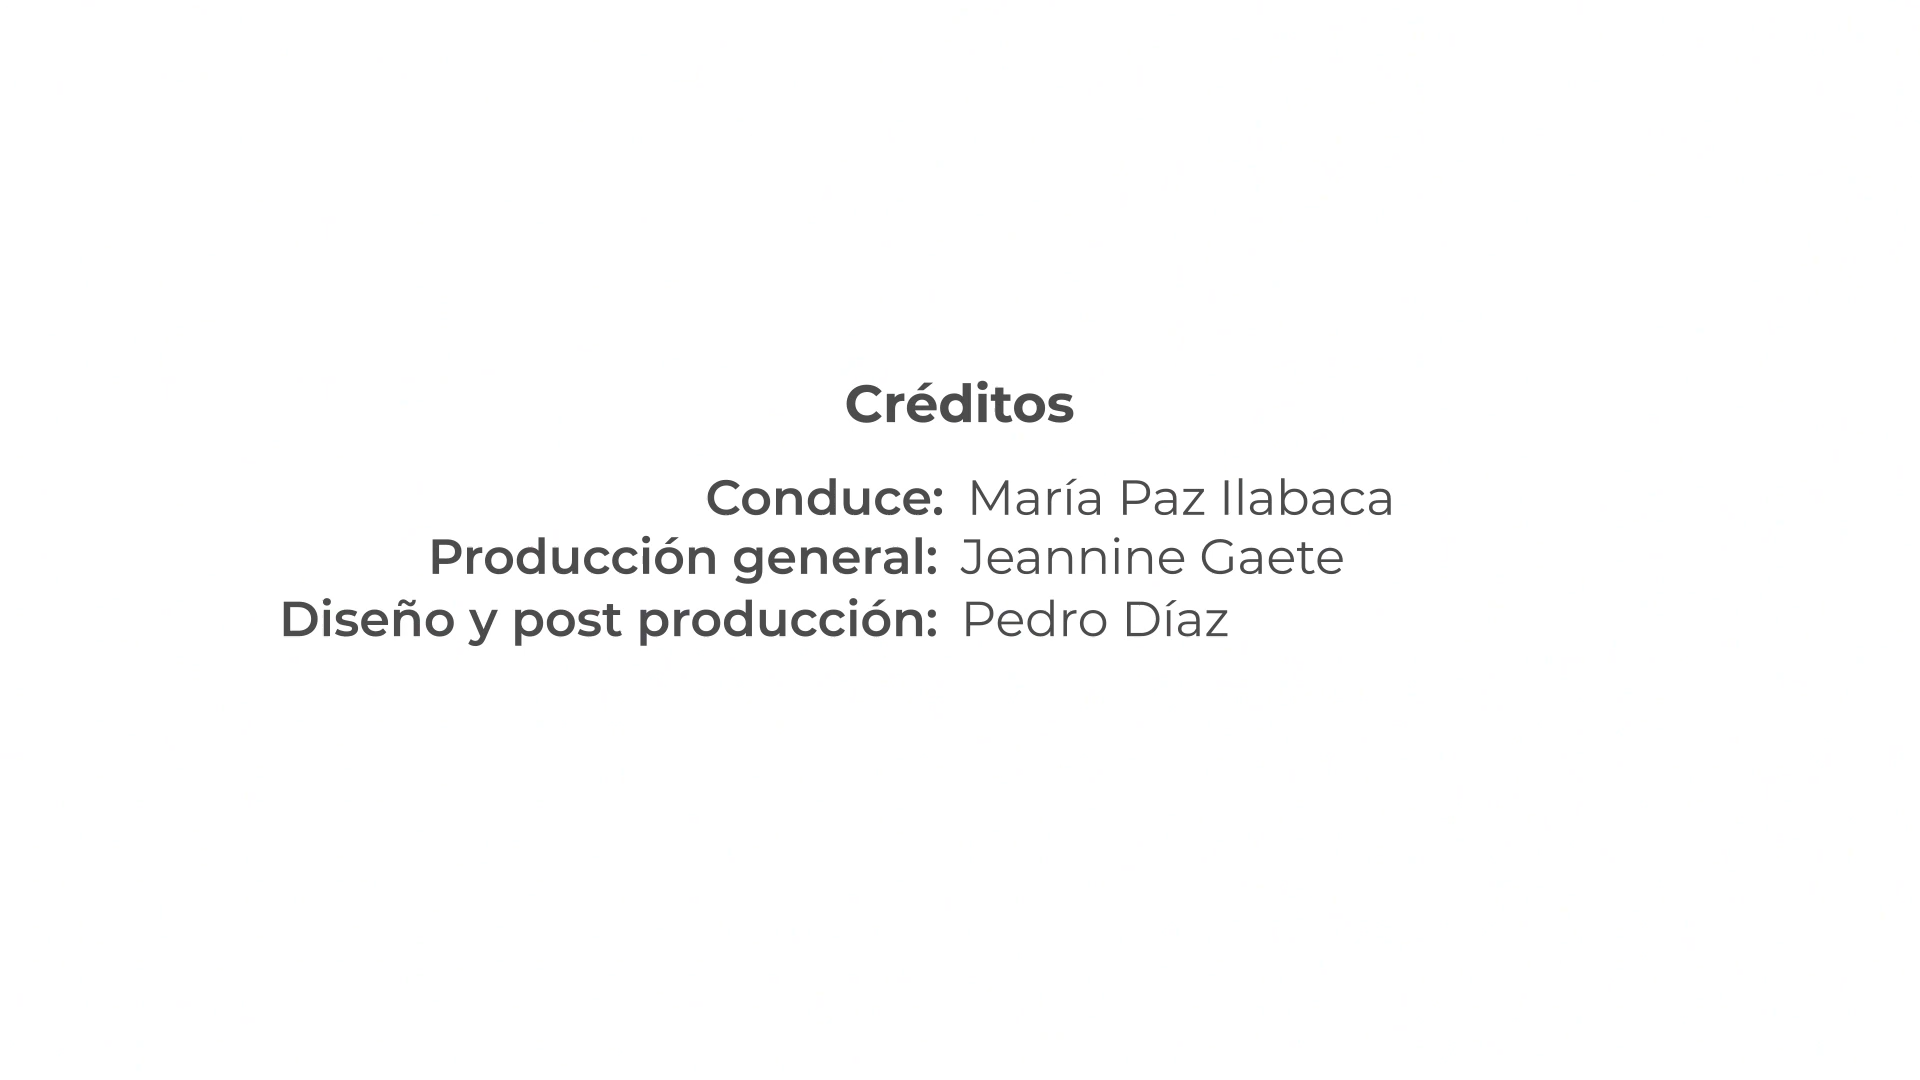 Créditos
Conduce: María Paz Ilabaca
Producción general: Jeannine Gaete
Diseño y post producción: Pedro Díaz